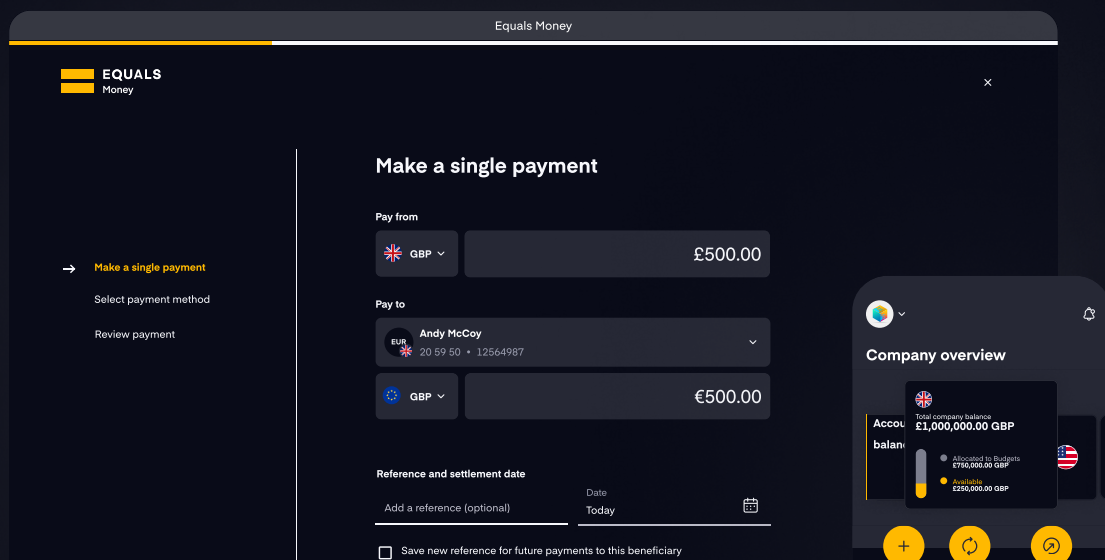 Equals Money
EQUALS
Money
Make a single payment
Select payment method
Review payment
Make a single payment
Pay from
GBP
£500.00
Pay to
EUR
Andy McCoy
20 59 50 • 12564987
GBP
€500.00
Reference and settlement date
Add a reference (optional)
Date
Today
Save new reference for future payments to this beneficiary
Company overview
Accou
balan
Total company balance
£1,000,000.00 GBP
Allocated to Budgets
£750,000.00 GBP
Available
£250,000.00 GBP